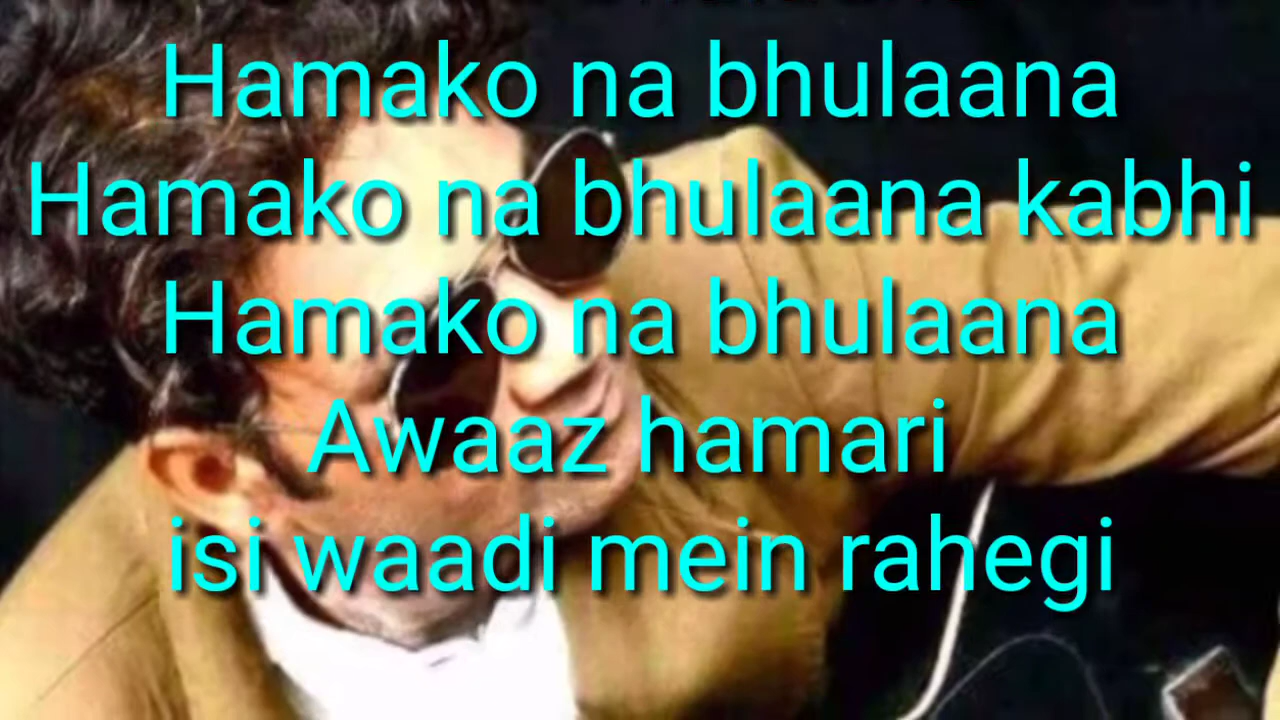 Hamako na bhulaana
Hamako na bhulaana kabhi
Hamako na bhulaana
Awaaz hamari
isi waadi mein rahegi